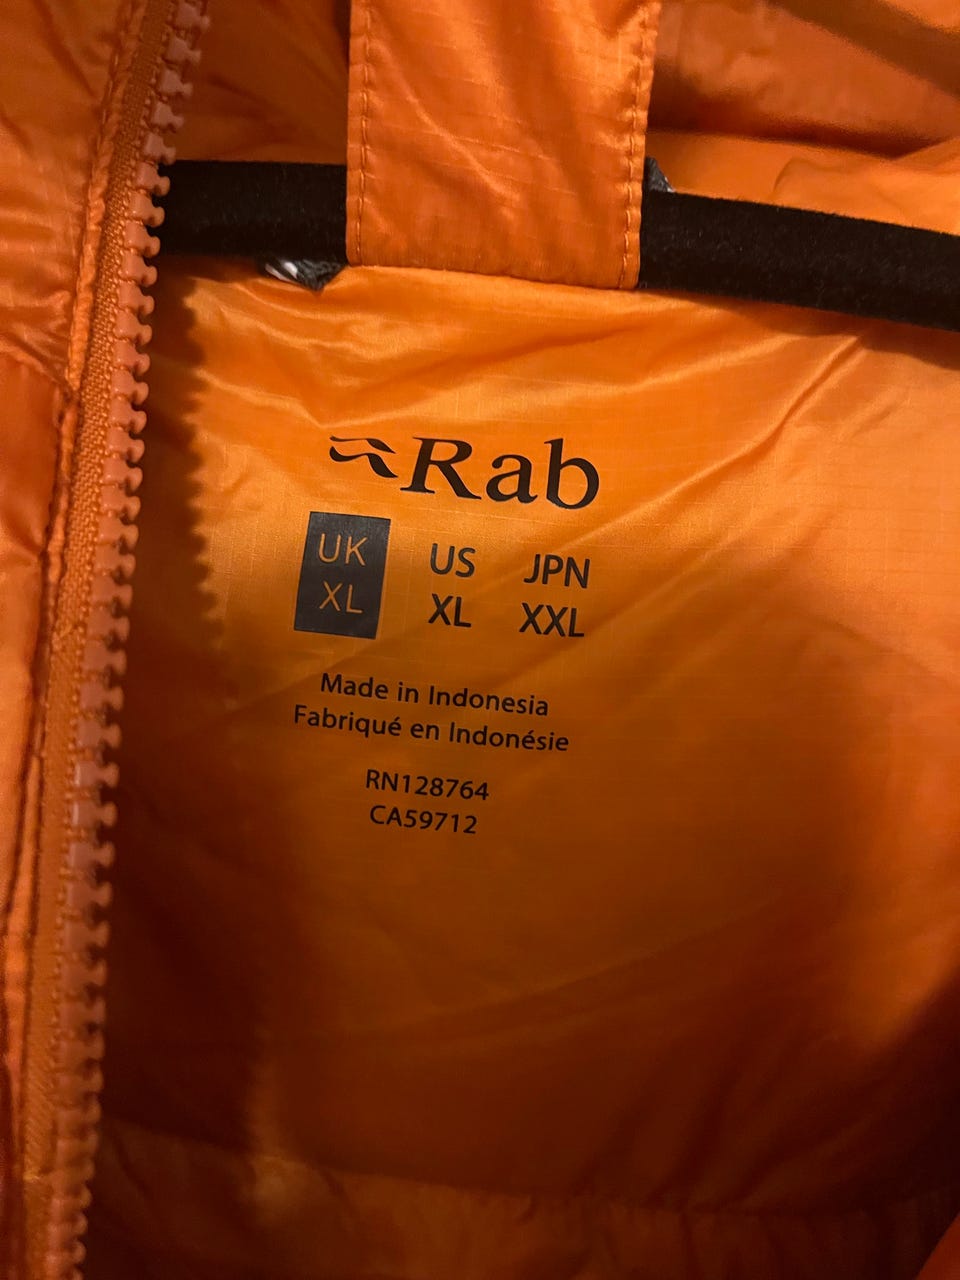 Rab
UK US JPN
XL XL XXL
Made in Indonesia
Fabriqué en Indonésie
RN128764
CA59712